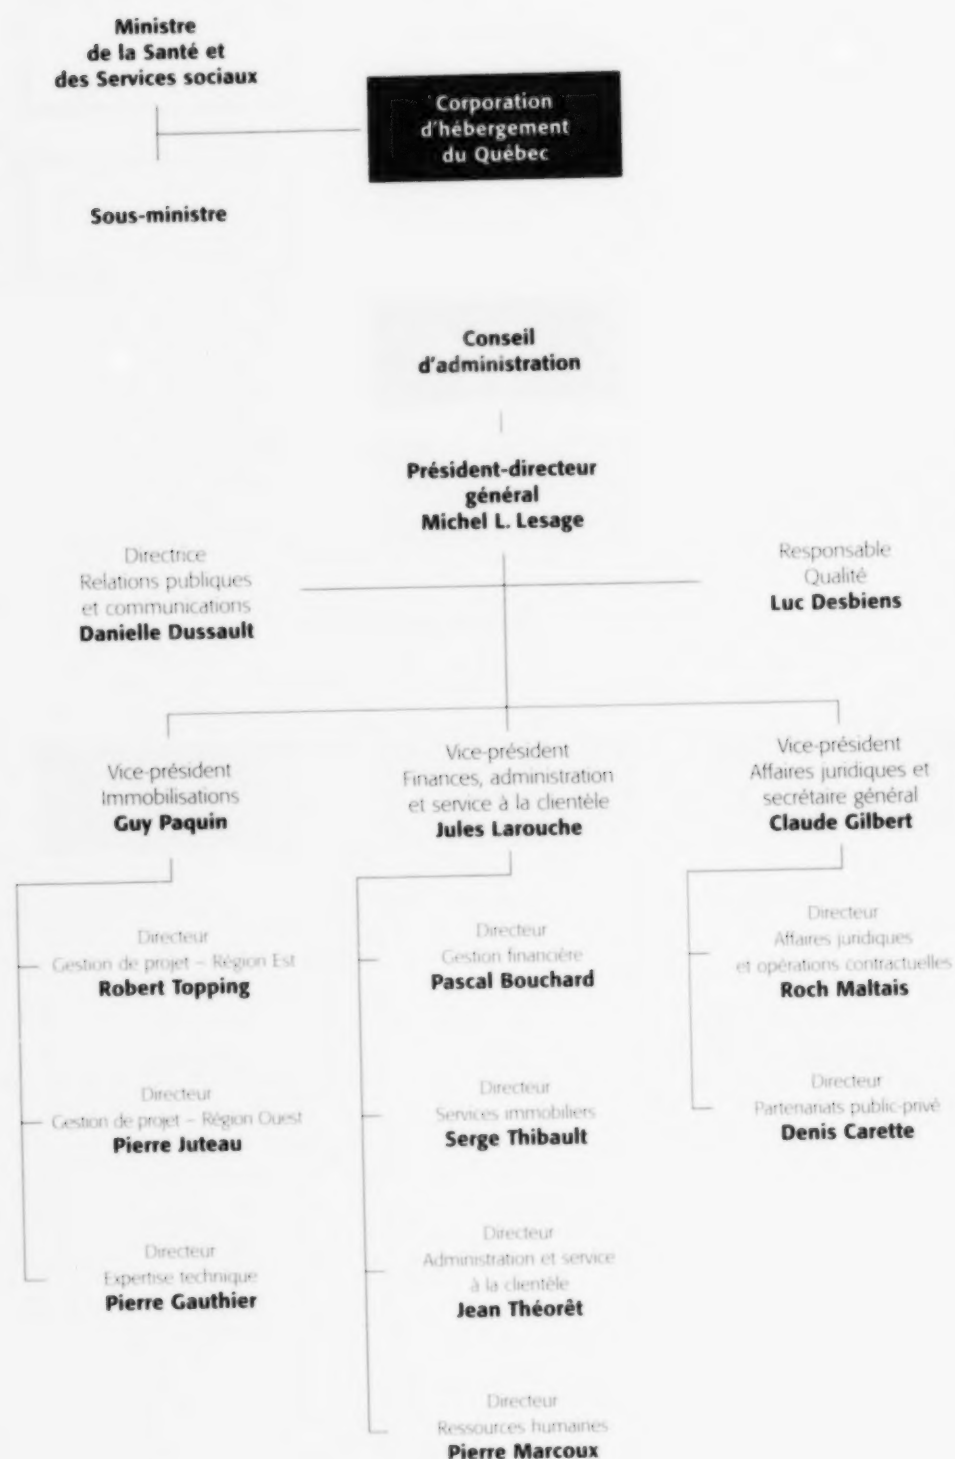 Ministre
de la Santé et
des Services sociaux
Corporation
d'hébergement
du Québec
Sous-ministre
Conseil
d'administration
Président-directeur
général
Michel L. Lesage
Directrice
Relations publiques
et communications
Danielle Dussault
Responsable
Qualité
Luc Desbiens
Vice-président
Immobilisations
Guy Paquin
Vice-président
Finances, administration
et service à la clientèle
Jules Larouche
Vice-président
Affaires juridiques et
secrétaire général
Claude Gilbert
Directeur
Gestion de projet – Région Est
Robert Topping
Directeur
Gestion de projet – Région Ouest
Pierre Juteau
Directeur
Expertise technique
Pierre Gauthier
Directeur
Gestion financière
Pascal Bouchard
Directeur
Services immobiliers
Serge Thibault
Directeur
Administration et service
à la clientèle
Jean Théorêt
Directeur
Ressources humaines
Pierre Marcoux
Directeur
Affaires juridiques
et opérations contractuelles
Roch Maltais
Directeur
Partenariats public-privé
Denis Carette